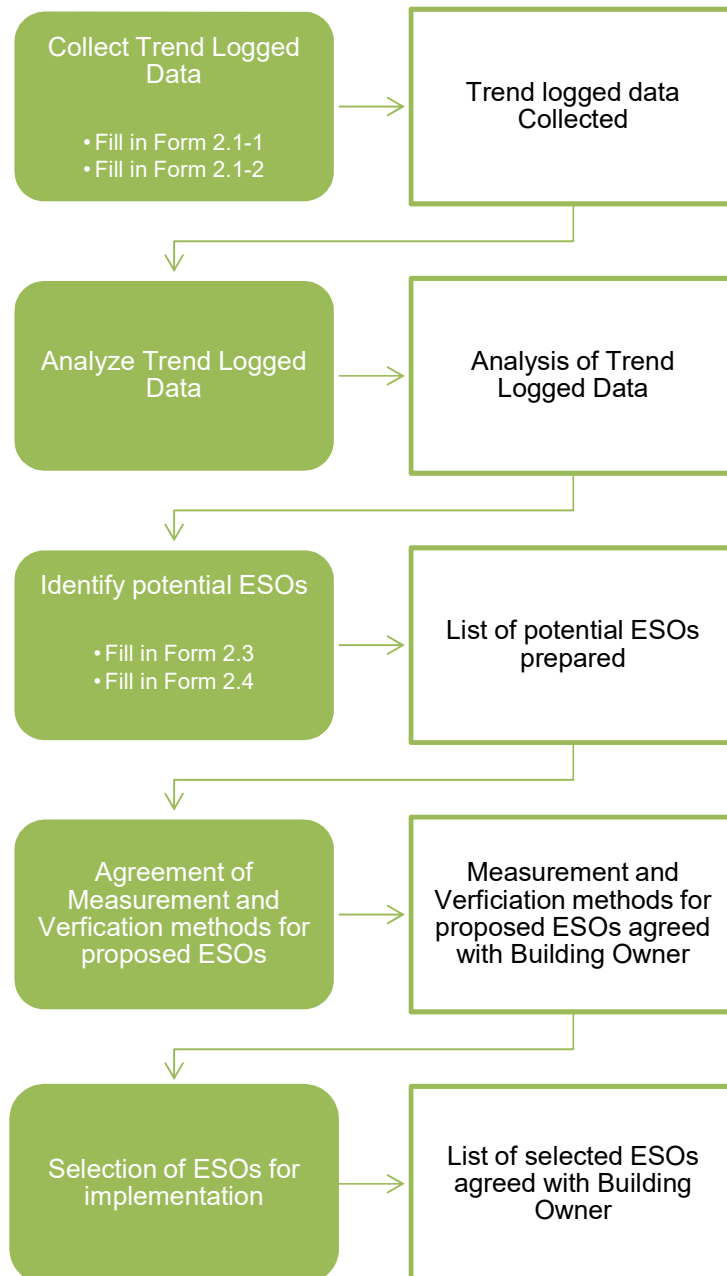 Collect Trend Logged
Data
• Fill in Form 2.1-1
• Fill in Form 2.1-2
Trend logged data
Collected
Analyze Trend Logged
Data
Analysis of Trend
Logged Data
Identify potential ESOs
• Fill in Form 2.3
• Fill in Form 2.4
List of potential ESOs
prepared
Agreement of
Measurement and
Verfication methods for
proposed ESOs
Measurement and
Verficiation methods for
proposed ESOs agreed
with Building Owner
Selection of ESOs for
implementation
List of selected ESOs
agreed with Building
Owner